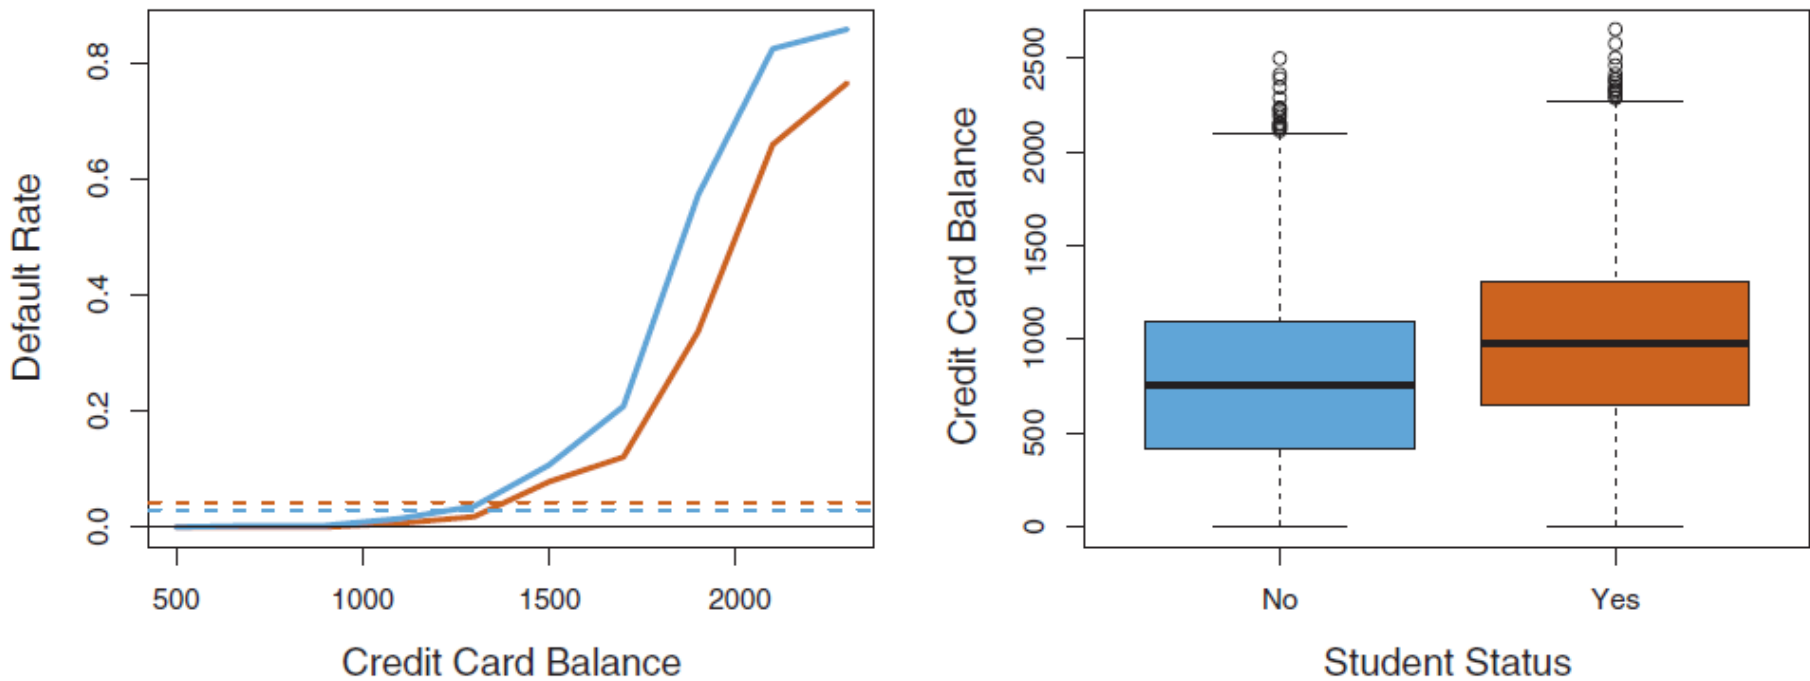 Default Rate
0.8
0.6
0.4
0.2
0.0
500 1000 1500 2000
Credit Card Balance
Credit Card Balance
2500
2000
1500
1000
500
0
No Yes
Student Status